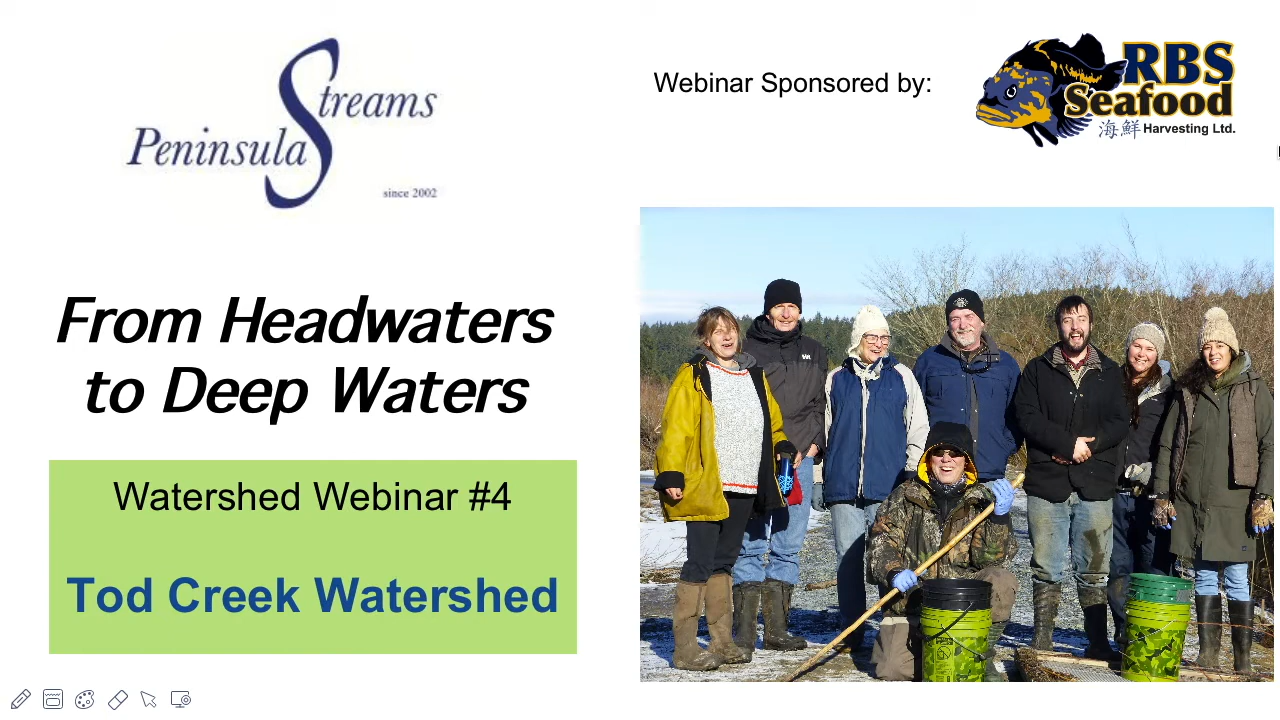 Peninsula Streams
since 2002
Webinar Sponsored by:
RBS
Seafood
海鮮 Harvesting Ltd.
From Headwaters
to Deep Waters
Watershed Webinar #4
Tod Creek Watershed